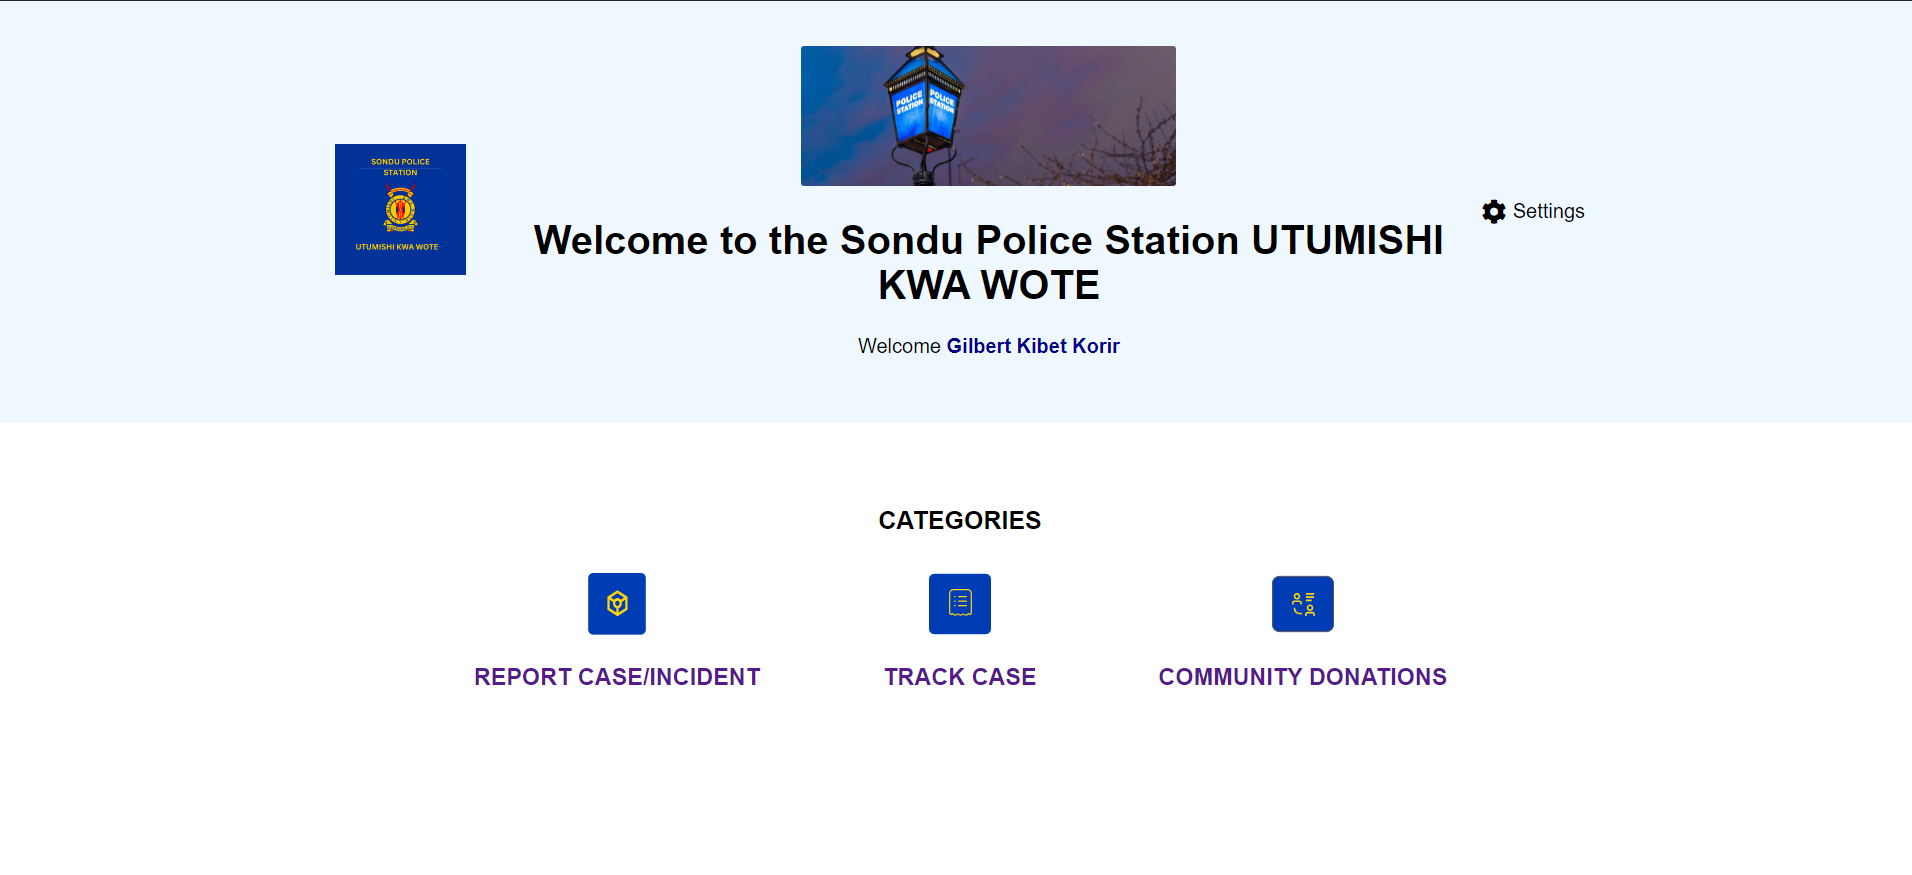 POLICE STATION
POLICE STATION
SONDU POLICE
STATION
UTUMISHI KWA WOTE
Settings
Welcome to the Sondu Police Station UTUMISHI
KWA WOTE
Welcome Gilbert Kibet Korir
CATEGORIES
REPORT CASE/INCIDENT
TRACK CASE
COMMUNITY DONATIONS